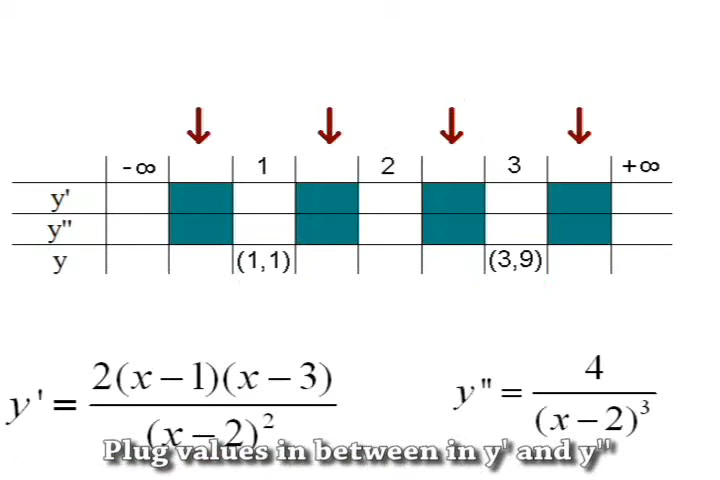 -∞ 1 2 3 +∞
y'
y"
y (1,1) (3,9)
y' = 2(x-1)(x-3) / (x-2)²
y" = 4 / (x-2)³
Plug values in between in y' and y"